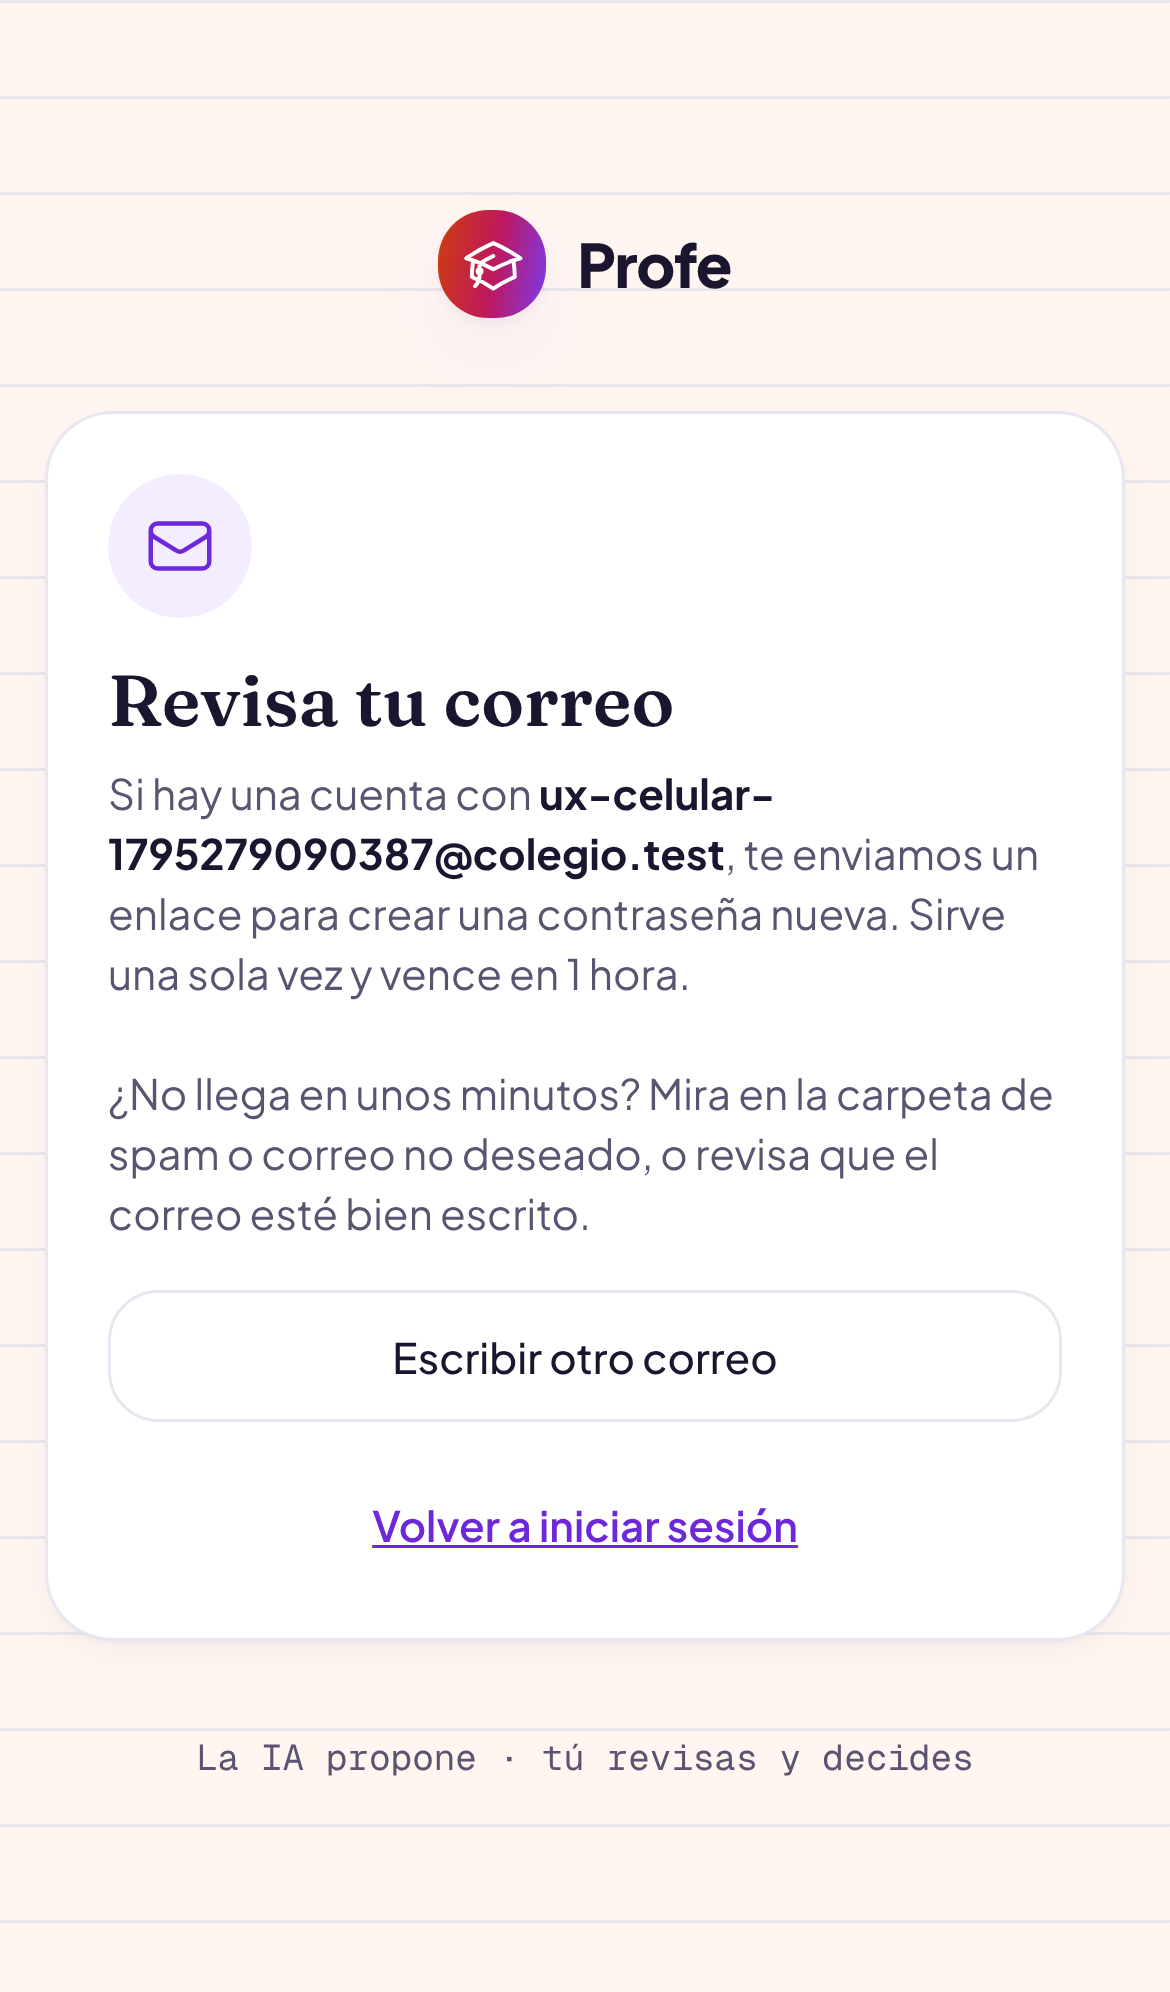 Profe
Revisa tu correo
Si hay una cuenta con ux-celular-
1795279090387@colegio.test, te enviamos un
enlace para crear una contraseña nueva. Sirve
una sola vez y vence en 1 hora.
¿No llega en unos minutos? Mira en la carpeta de
spam o correo no deseado, o revisa que el
correo esté bien escrito.
Escribir otro correo
Volver a iniciar sesión
La IA propone · tú revisas y decides